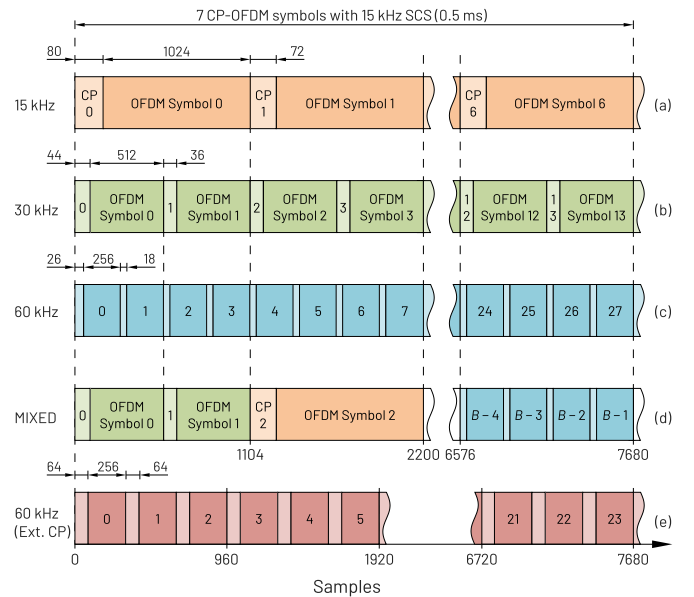 7 CP-OFDM symbols with 15 kHz SCS (0.5 ms)
80 1024 72
15 kHz CP 0 OFDM Symbol 0 CP 1 OFDM Symbol 1 CP 6 OFDM Symbol 6 (a)
44 512 36
30 kHz 0 OFDM Symbol 0 1 OFDM Symbol 1 2 OFDM Symbol 2 3 OFDM Symbol 3 12 OFDM Symbol 12 13 OFDM Symbol 13 (b)
26 256 18
60 kHz 0 1 2 3 4 5 6 7 24 25 26 27 (c)
MIXED 0 OFDM Symbol 0 1 OFDM Symbol 1 CP 2 OFDM Symbol 2 B – 4 B – 3 B – 2 B – 1 (d)
1104 2200 6576 7680
64 256 64
60 kHz (Ext. CP) 0 1 2 3 4 5 21 22 23 (e)
0 960 1920 6720 7680
Samples